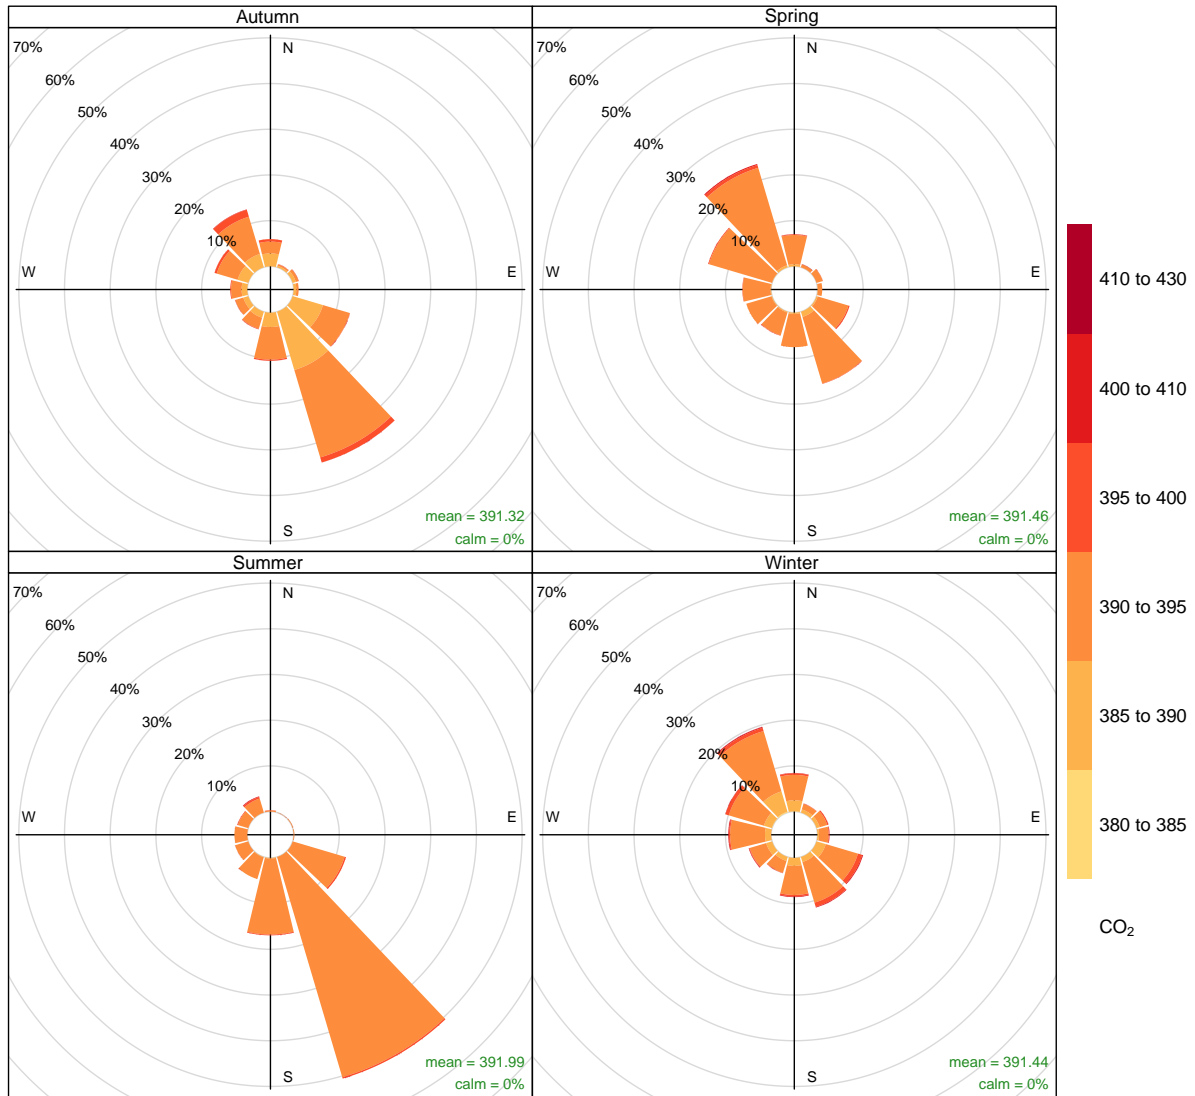 Autumn
70%
60%
50%
40%
30%
20%
10%
N
W
E
S
mean = 391.32
calm = 0%
Spring
70%
60%
50%
40%
30%
20%
10%
N
W
E
S
mean = 391.46
calm = 0%
Summer
70%
60%
50%
40%
30%
20%
10%
N
W
E
S
mean = 391.99
calm = 0%
Winter
70%
60%
50%
40%
30%
20%
10%
N
W
E
S
mean = 391.44
calm = 0%
410 to 430
400 to 410
395 to 400
390 to 395
385 to 390
380 to 385
CO₂